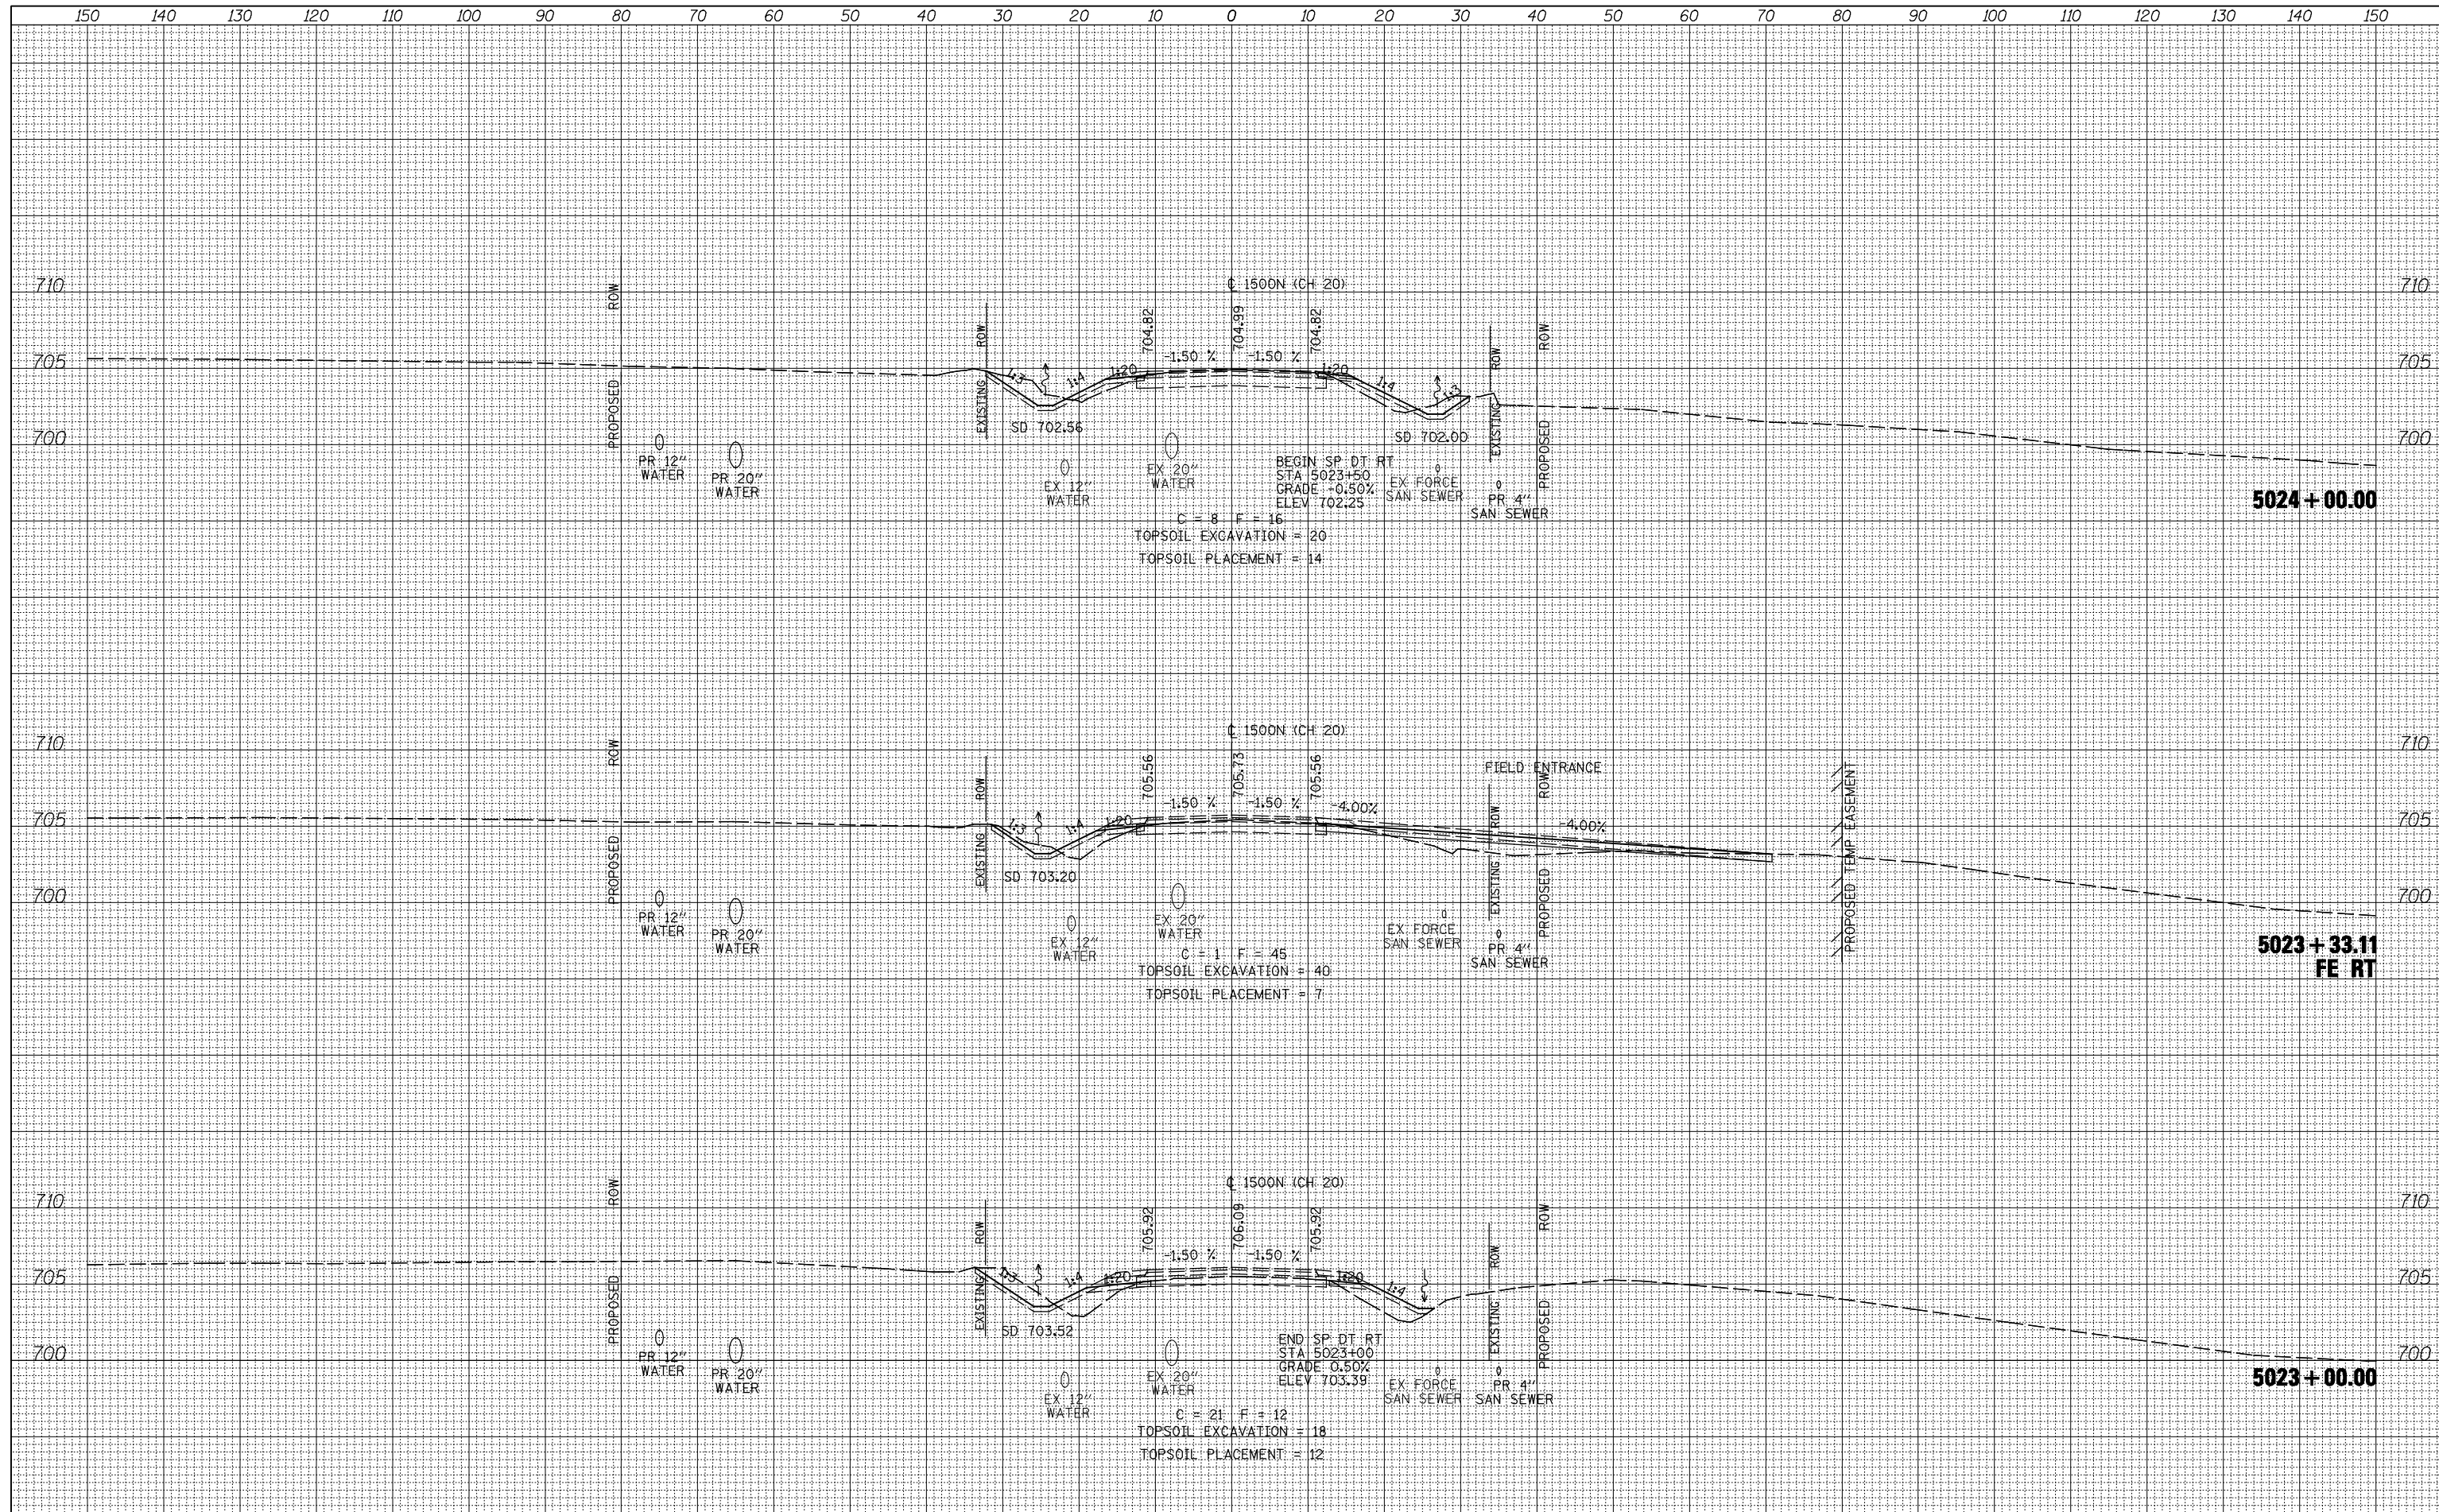 150 140 130 120 110 100 90 80 70 60 50 40 30 20 10 0 10 20 30 40 50 60 70 80 90 100 110 120 130 140 150
710 710
705 705
700 700
PROPOSED ROW
EXISTING ROW
℄ 1500N (CH 20)
704.82
704.99
704.82
-1.50 % -1.50 %
1:3
1:4
1:20
1:20
1:4
1:3
EXISTING ROW
PROPOSED ROW
SD 702.56
SD 702.00
PR 12"
WATER
PR 20"
WATER
EX 12"
WATER
EX 20"
WATER
BEGIN SP DT RT
STA 5023+50
GRADE -0.50%
ELEV 702.25
EX FORCE
SAN SEWER
PR 4"
SAN SEWER
5024+00.00
C = 8 F = 16
TOPSOIL EXCAVATION = 20
TOPSOIL PLACEMENT = 14
710 710
705 705
700 700
PROPOSED ROW
EXISTING ROW
℄ 1500N (CH 20)
705.56
705.73
705.56
-1.50 % -1.50 %
-4.00%
-4.00%
1:3
1:4
1:20
FIELD ENTRANCE
EXISTING ROW
PROPOSED ROW
PROPOSED TEMP EASEMENT
SD 703.20
PR 12"
WATER
PR 20"
WATER
EX 12"
WATER
EX 20"
WATER
EX FORCE
SAN SEWER
PR 4"
SAN SEWER
5023+33.11
FE RT
C = 1 F = 45
TOPSOIL EXCAVATION = 40
TOPSOIL PLACEMENT = 7
710 710
705 705
700 700
PROPOSED ROW
EXISTING ROW
℄ 1500N (CH 20)
705.92
706.09
705.92
-1.50 % -1.50 %
1:3
1:4
1:20
1:20
1:4
EXISTING ROW
PROPOSED ROW
SD 703.52
PR 12"
WATER
PR 20"
WATER
EX 12"
WATER
EX 20"
WATER
END SP DT RT
STA 5023+00
GRADE 0.50%
ELEV 703.39
EX FORCE
SAN SEWER
PR 4"
SAN SEWER
5023+00.00
C = 21 F = 12
TOPSOIL EXCAVATION = 18
TOPSOIL PLACEMENT = 12